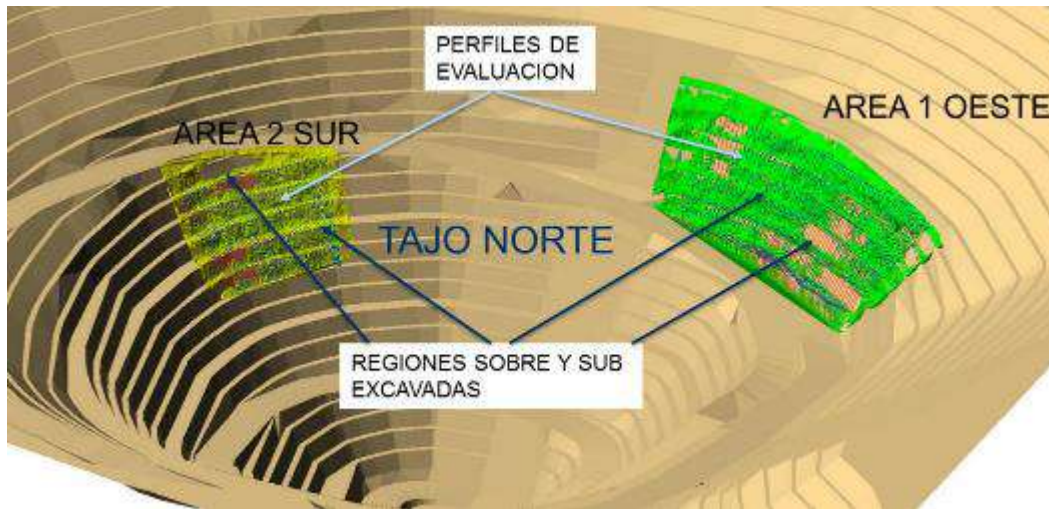 PERFILES DE
EVALUACION
AREA 2 SUR
AREA 1 OESTE
TAJO NORTE
REGIONES SOBRE Y SUB
EXCAVADAS